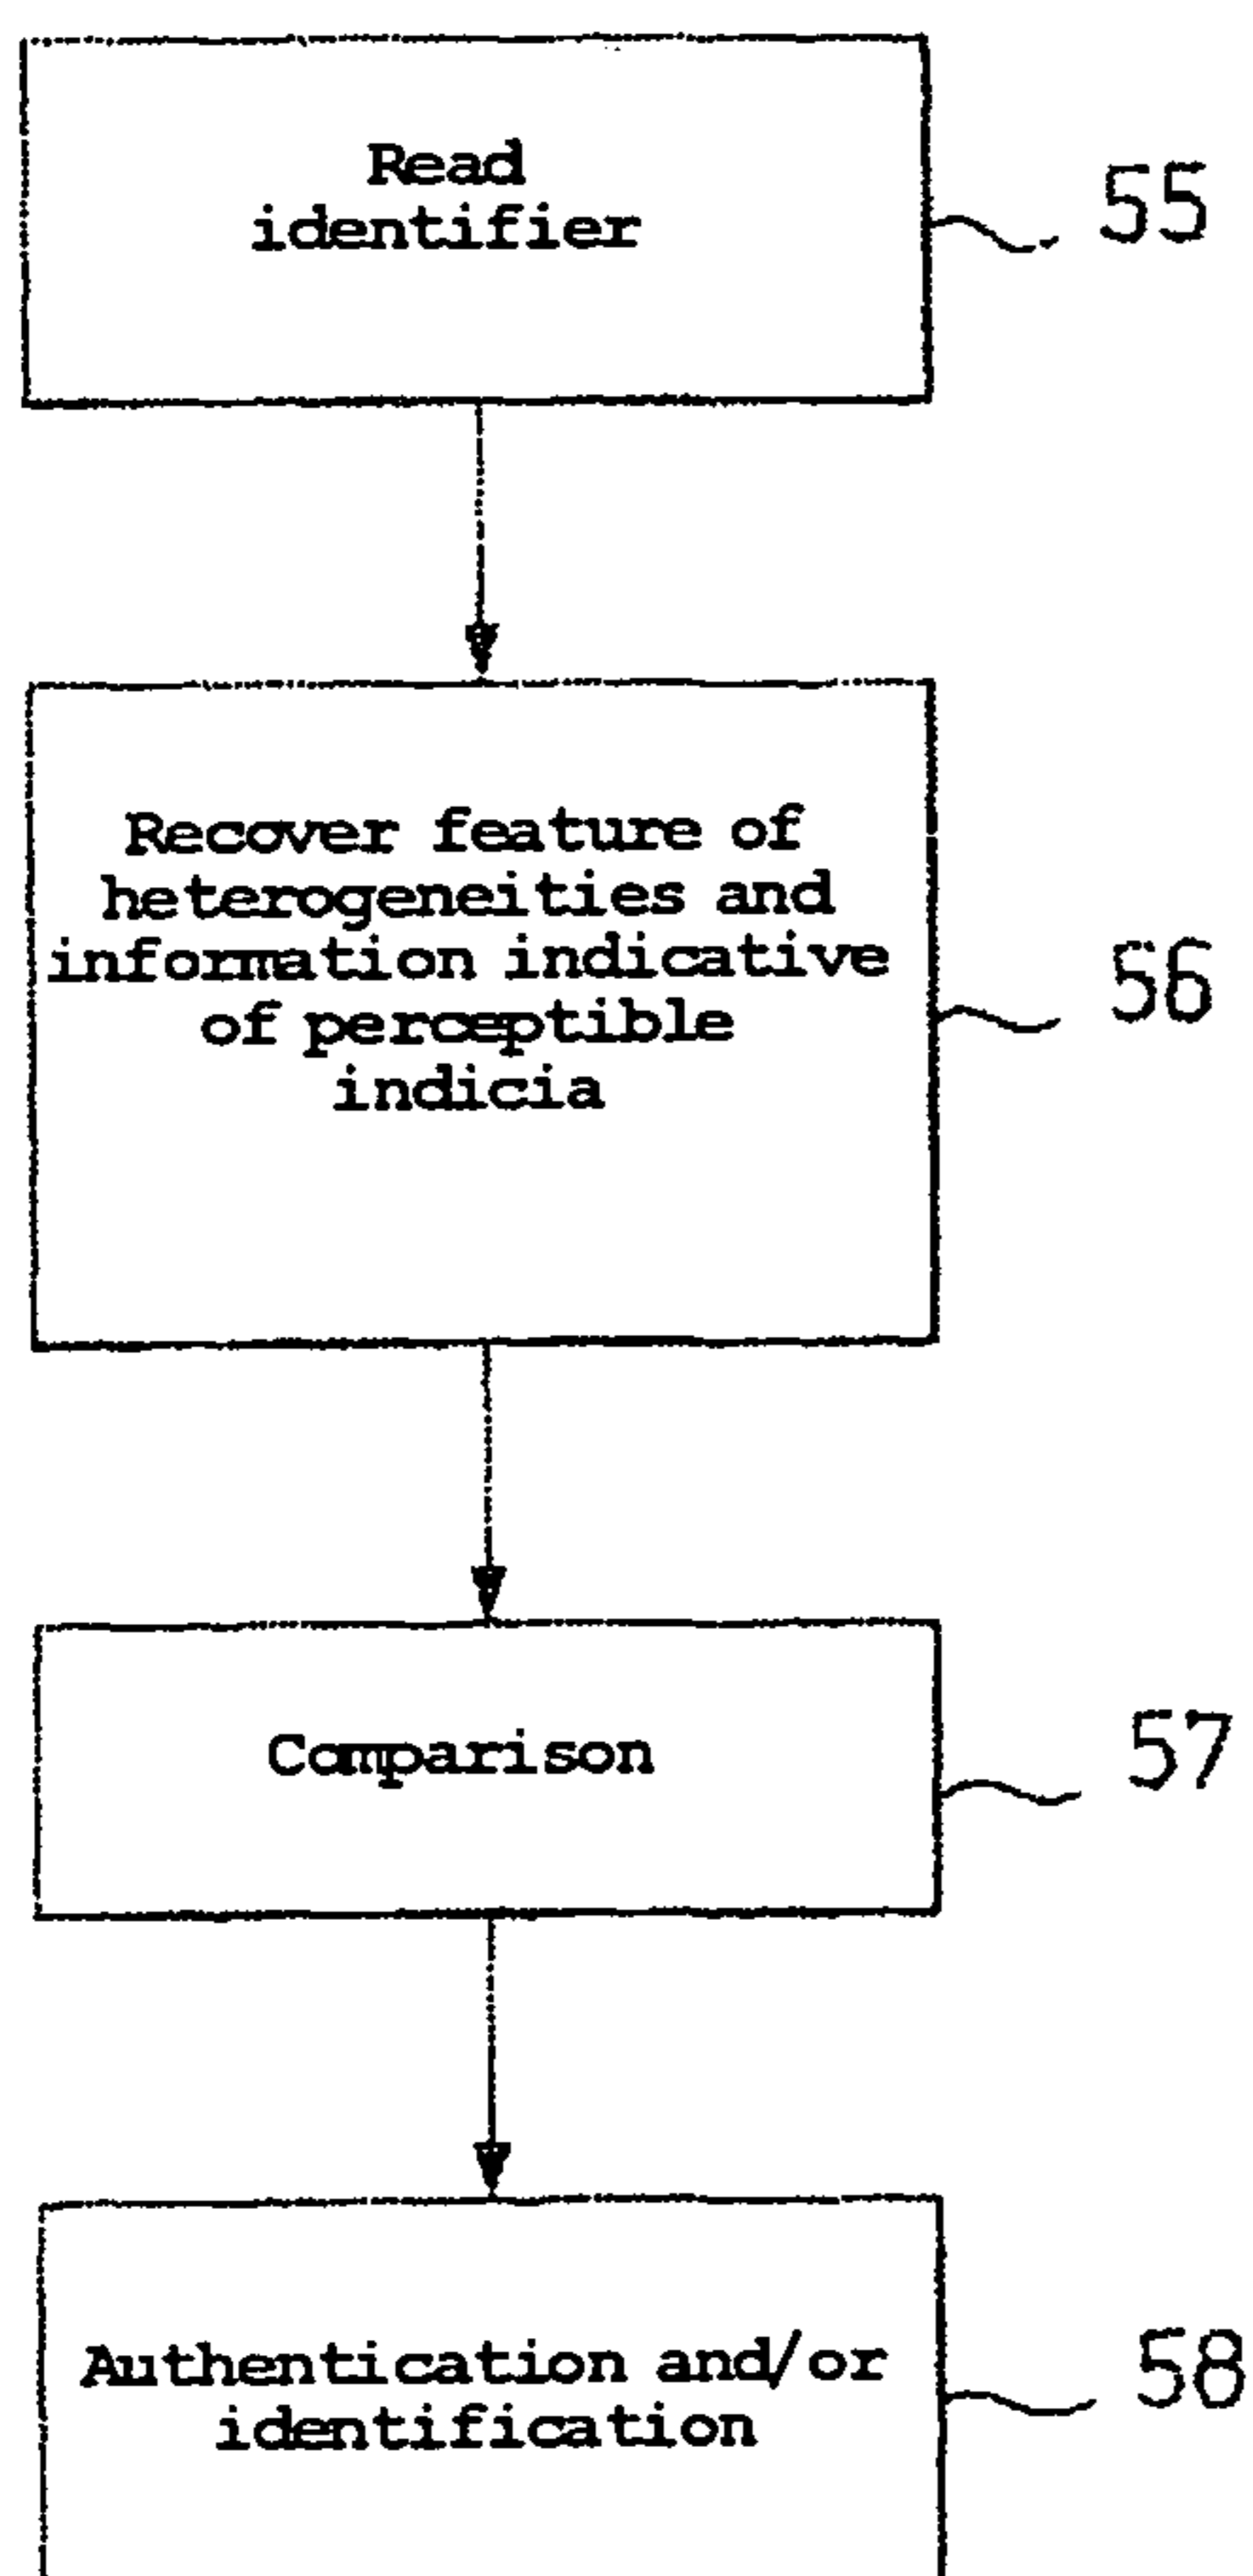 Read
identifier
55
Recover feature of
heterogeneities and
information indicative
of perceptible
indicia
56
Comparison
57
Authentication and/or
identification
58